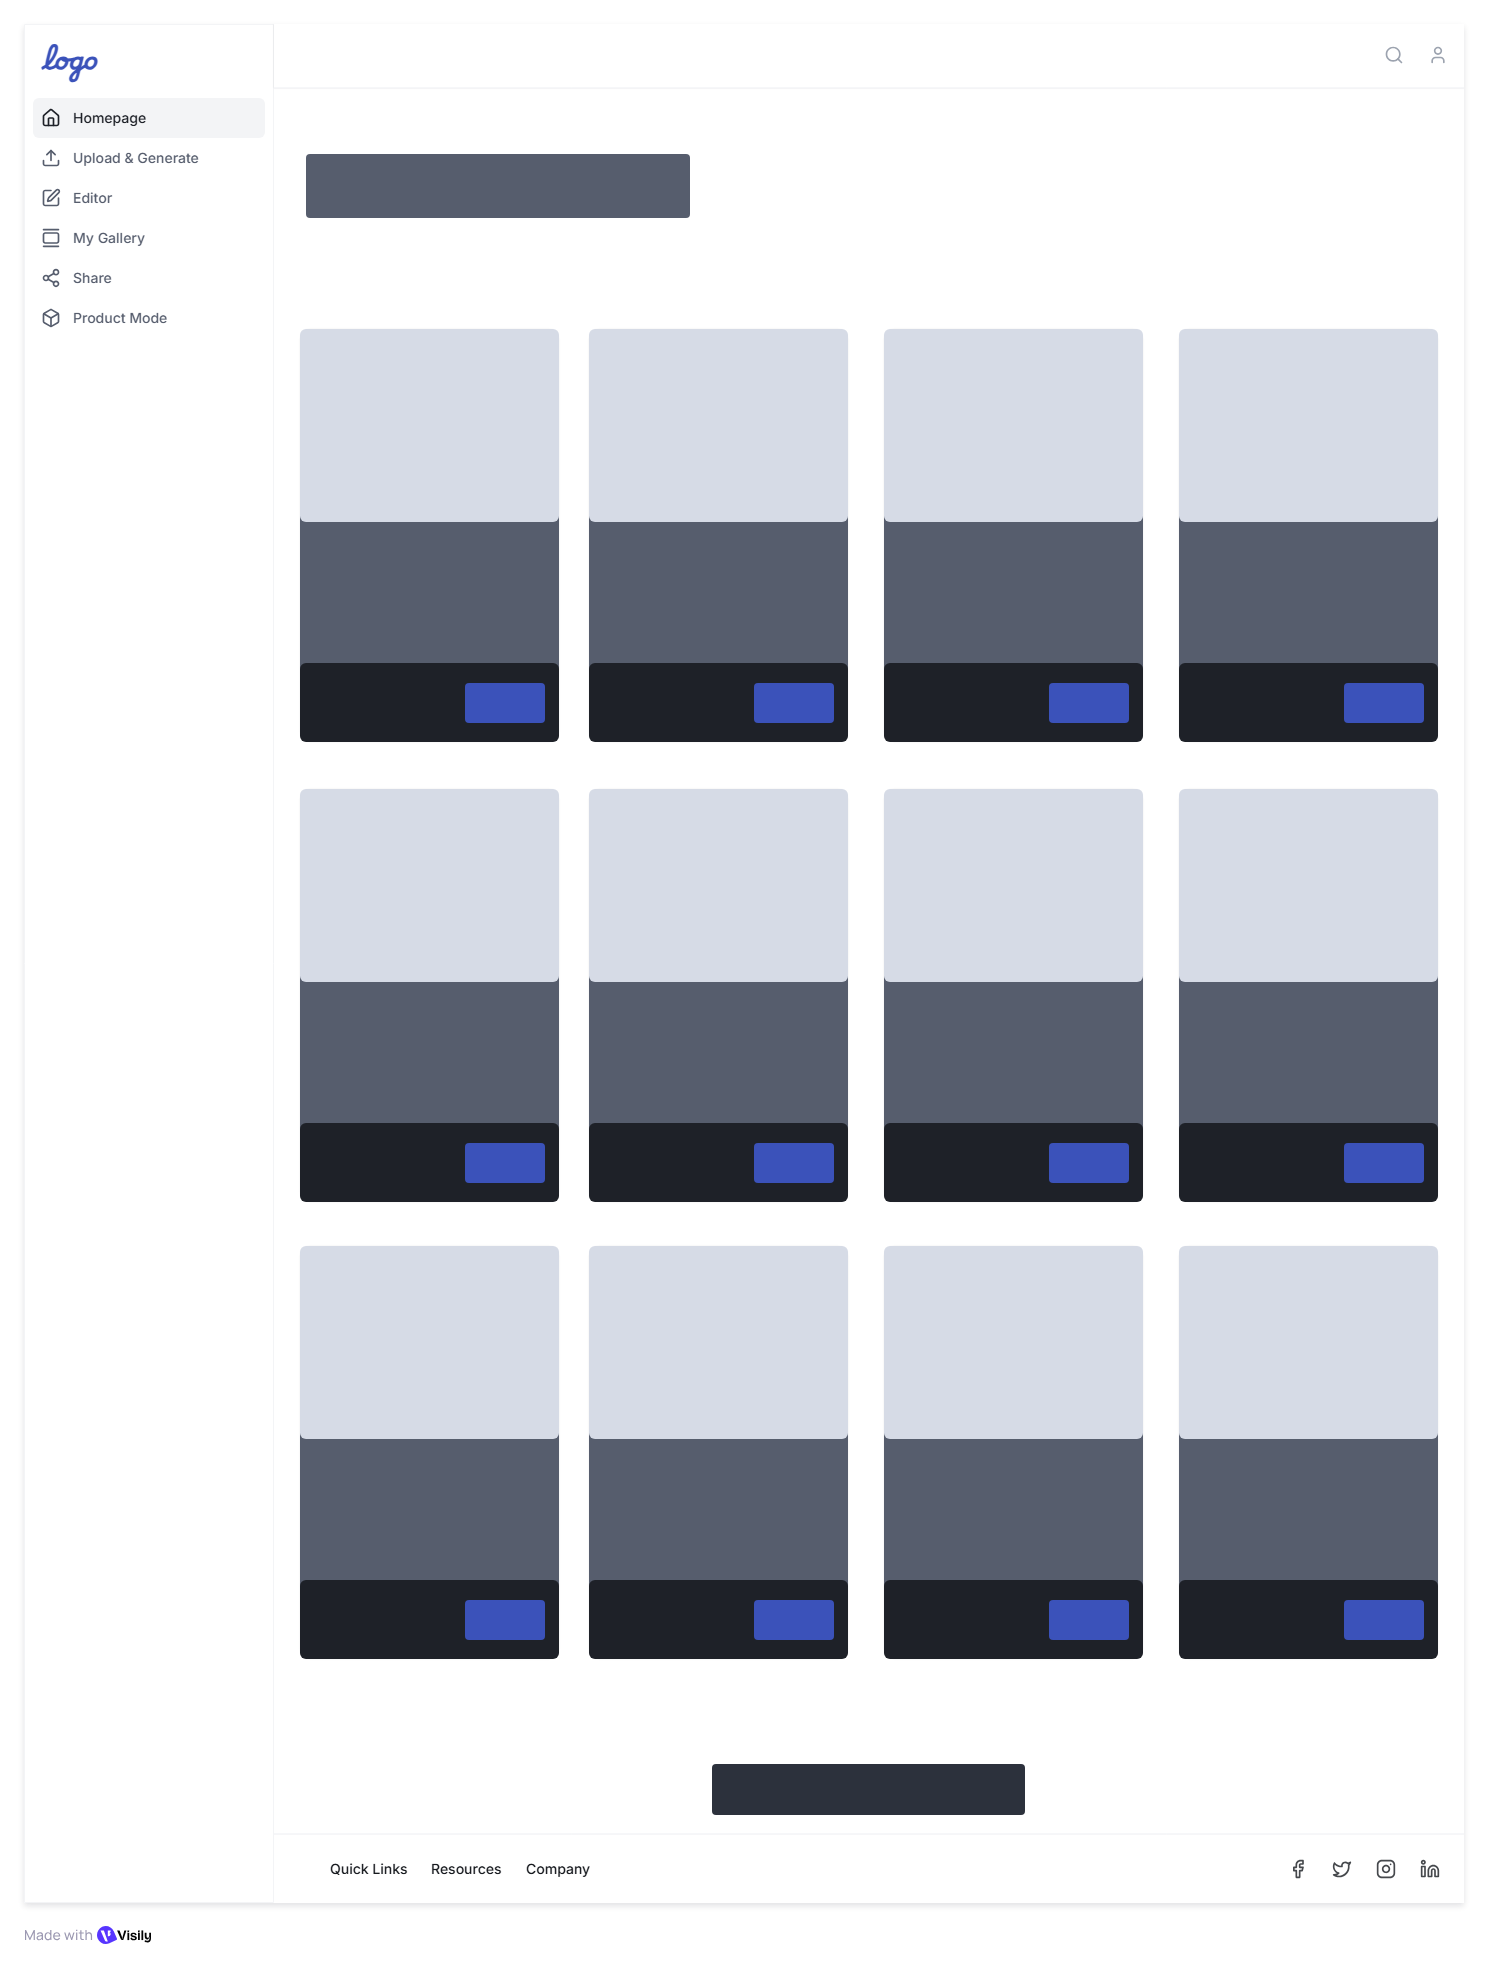 logo
Homepage
Upload & Generate
Editor
My Gallery
Share
Product Mode
Quick Links Resources Company
Made with Visily